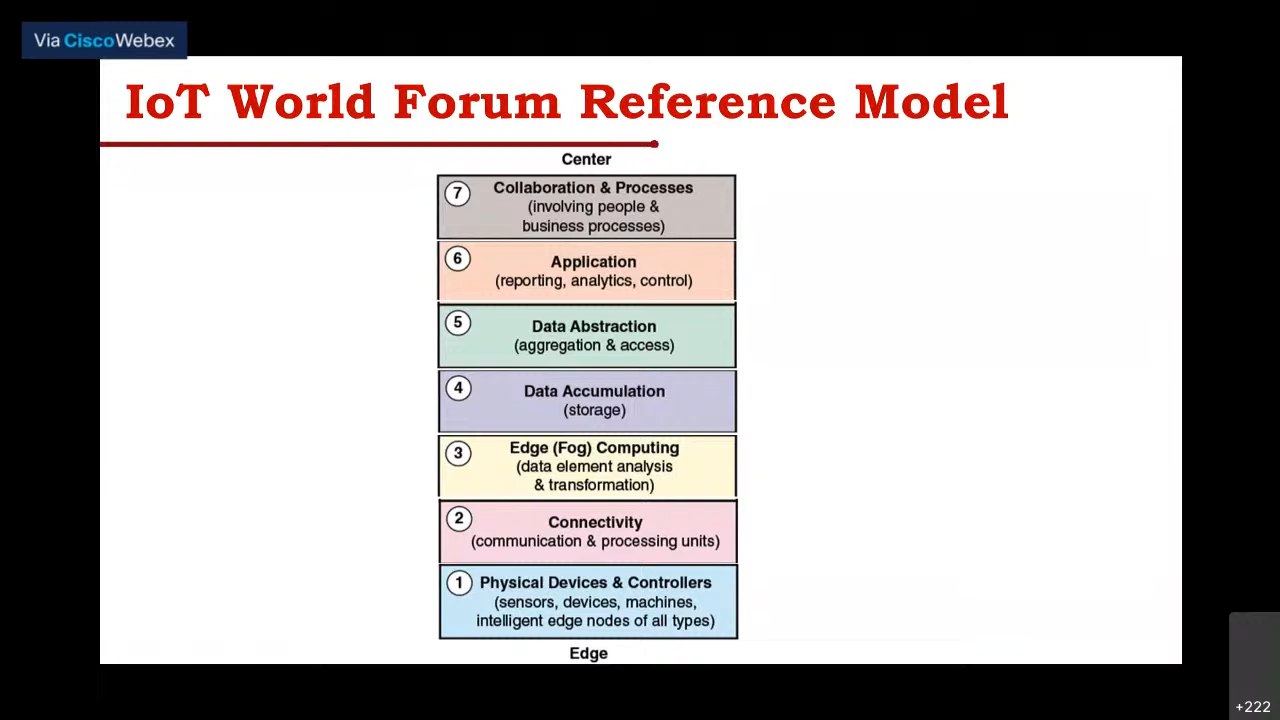 Via CiscoWebex
IoT World Forum Reference Model
Center
7
Collaboration & Processes
(involving people &
business processes)
6
Application
(reporting, analytics, control)
5
Data Abstraction
(aggregation & access)
4
Data Accumulation
(storage)
3
Edge (Fog) Computing
(data element analysis
& transformation)
2
Connectivity
(communication & processing units)
1
Physical Devices & Controllers
(sensors, devices, machines,
intelligent edge nodes of all types)
Edge
+222